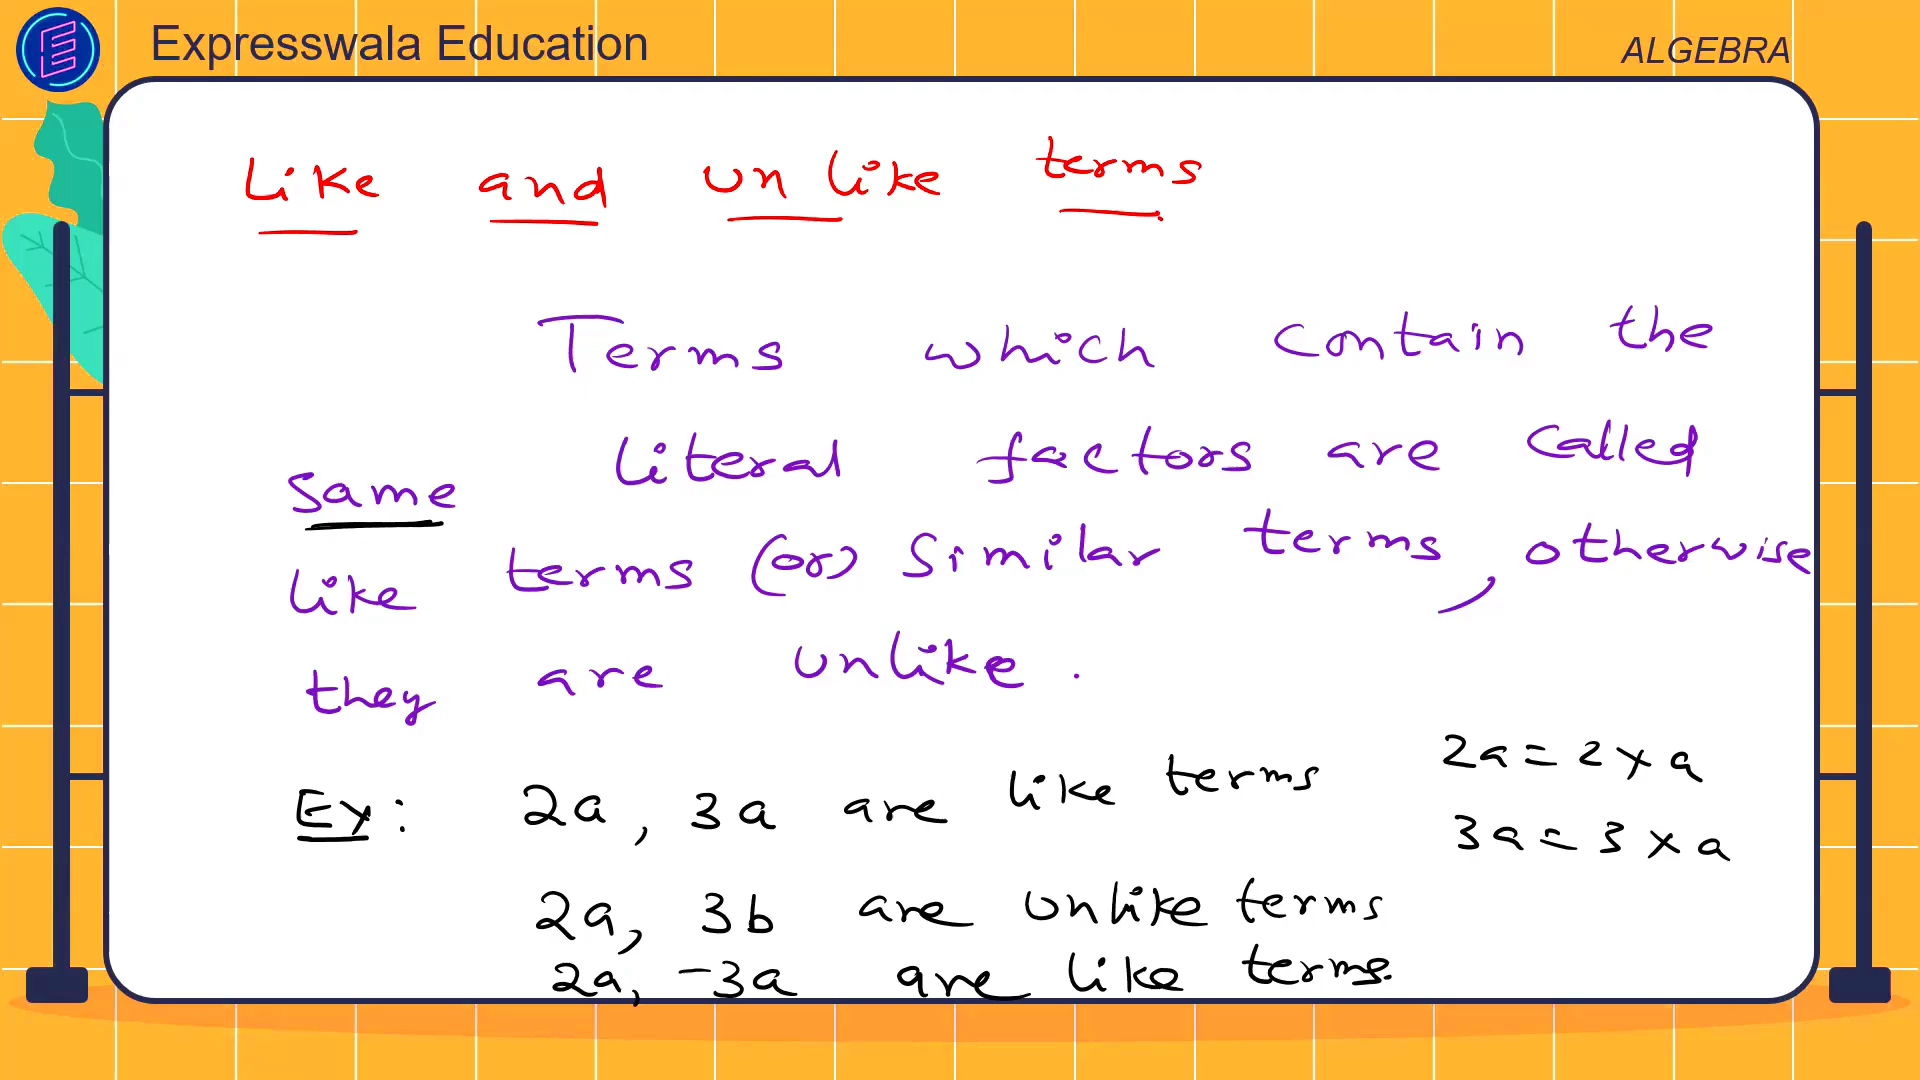 Expresswala Education
ALGEBRA
Like and unlike terms
Terms which contain the
same literal factors are called
like terms (or) similar terms, otherwise
they are unlike.
Ex: 2a, 3a are like terms
2a = 2 × a
3a = 3 × a
2a, 3b are unlike terms
2a, -3a are like terms.